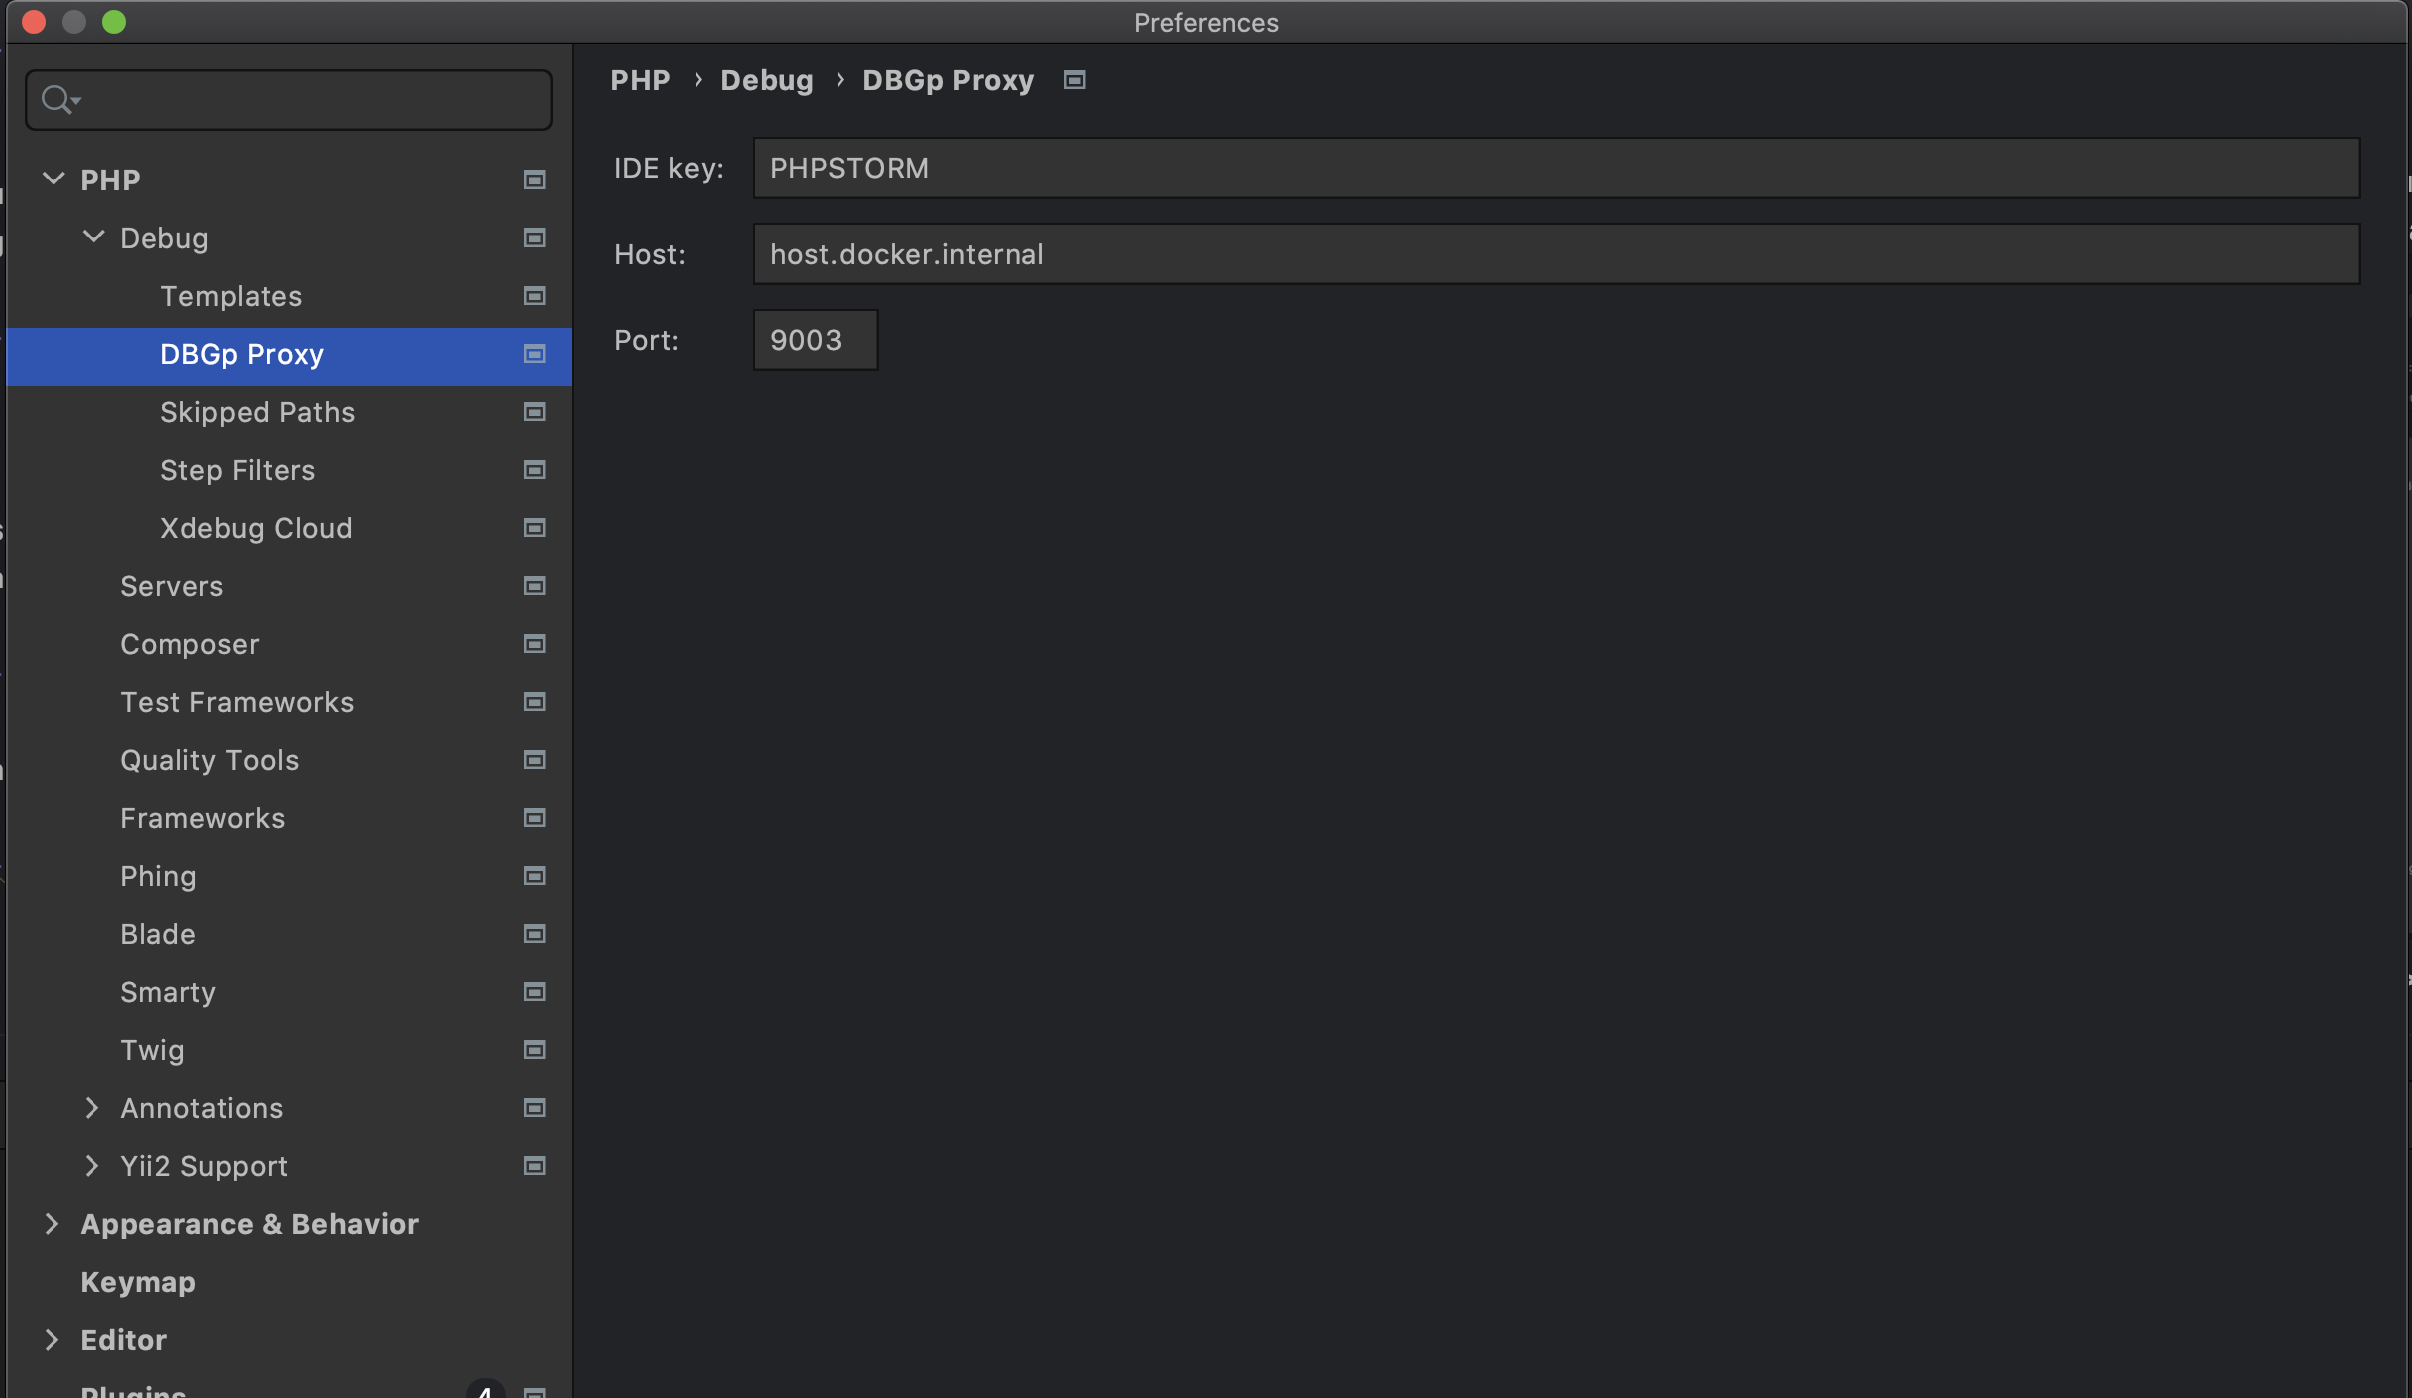 Preferences
PHP › Debug › DBGp Proxy
IDE key: PHPSTORM
Host: host.docker.internal
Port: 9003
PHP
Debug
Templates
DBGp Proxy
Skipped Paths
Step Filters
Xdebug Cloud
Servers
Composer
Test Frameworks
Quality Tools
Frameworks
Phing
Blade
Smarty
Twig
Annotations
Yii2 Support
Appearance & Behavior
Keymap
Editor
Plugins 4